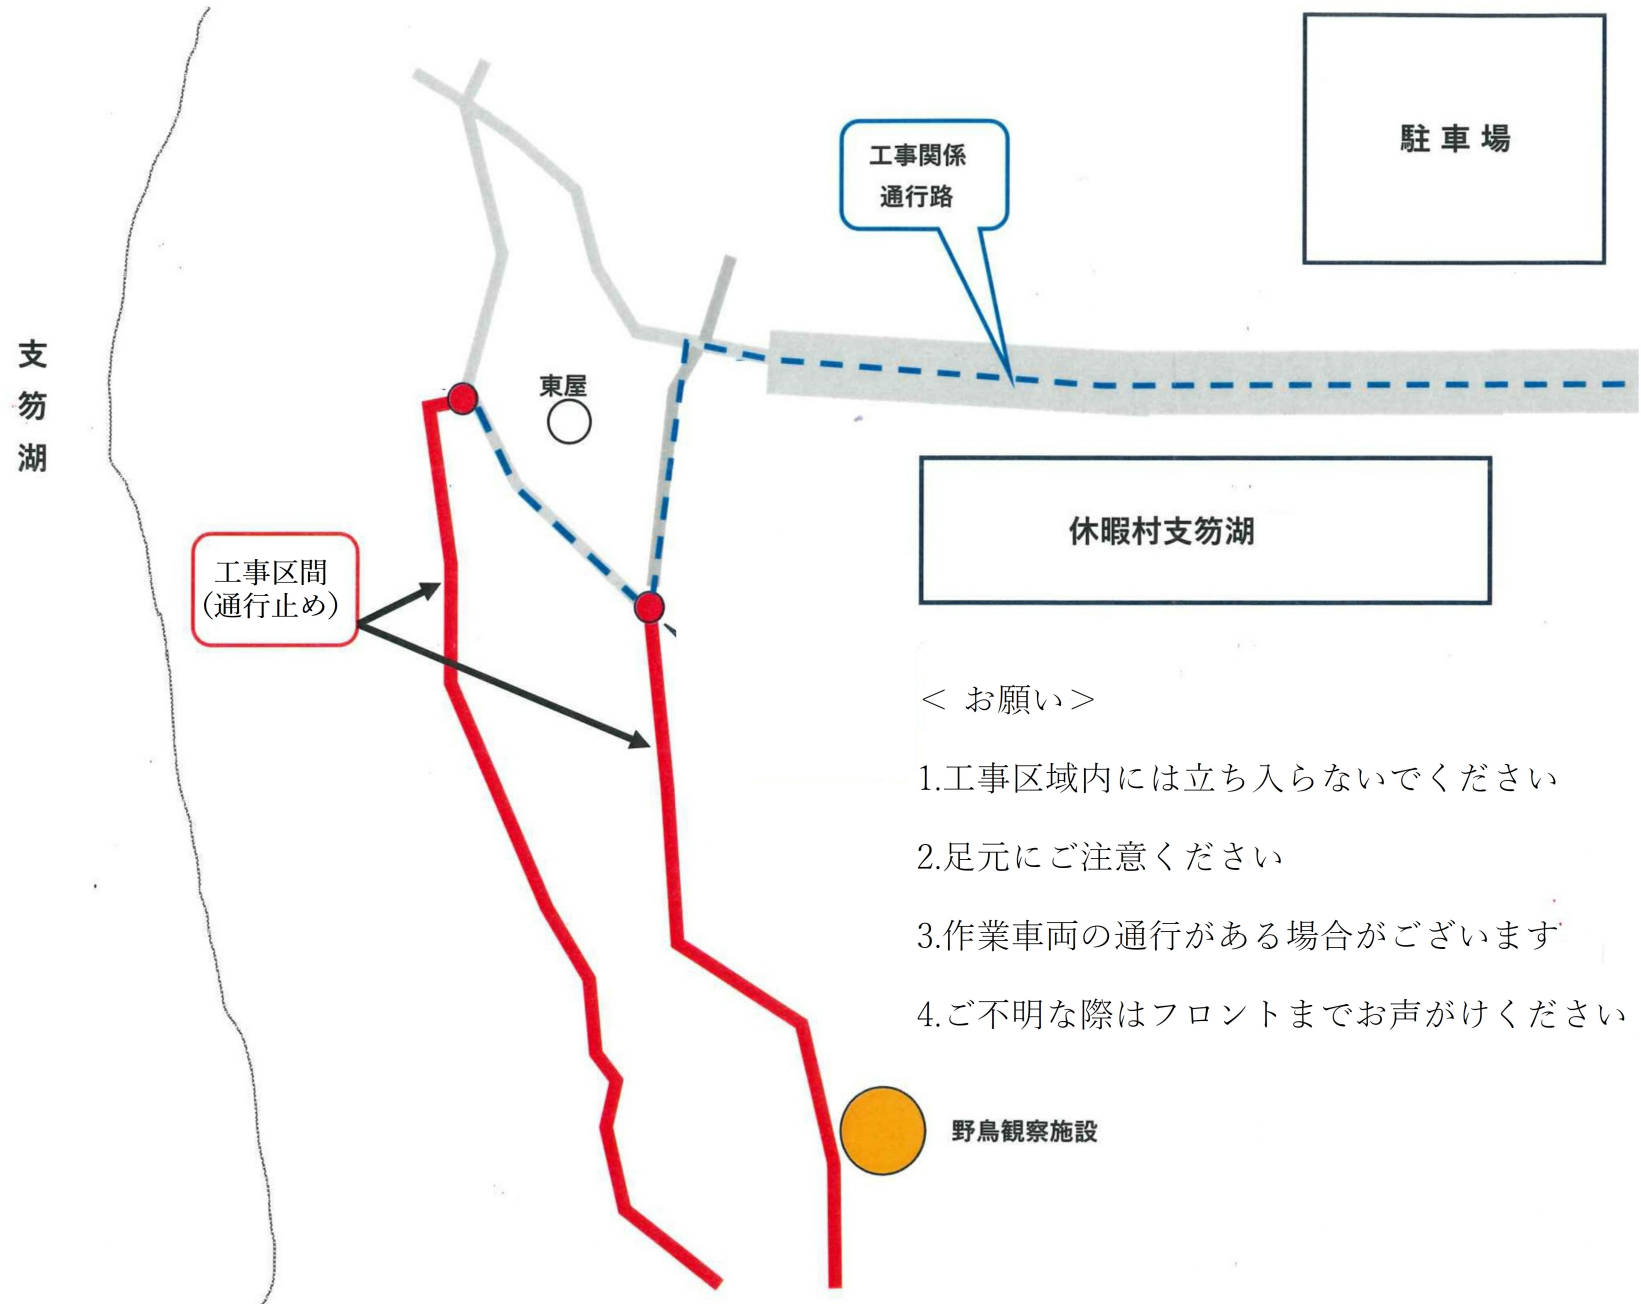 駐車場
工事関係
通行路
支笏湖
東屋
休暇村支笏湖
工事区間
(通行止め)
＜ お願い＞
1.工事区域内には立ち入らないでください
2.足元にご注意ください
3.作業車両の通行がある場合がございます
4.ご不明な際はフロントまでお声がけください
野鳥観察施設